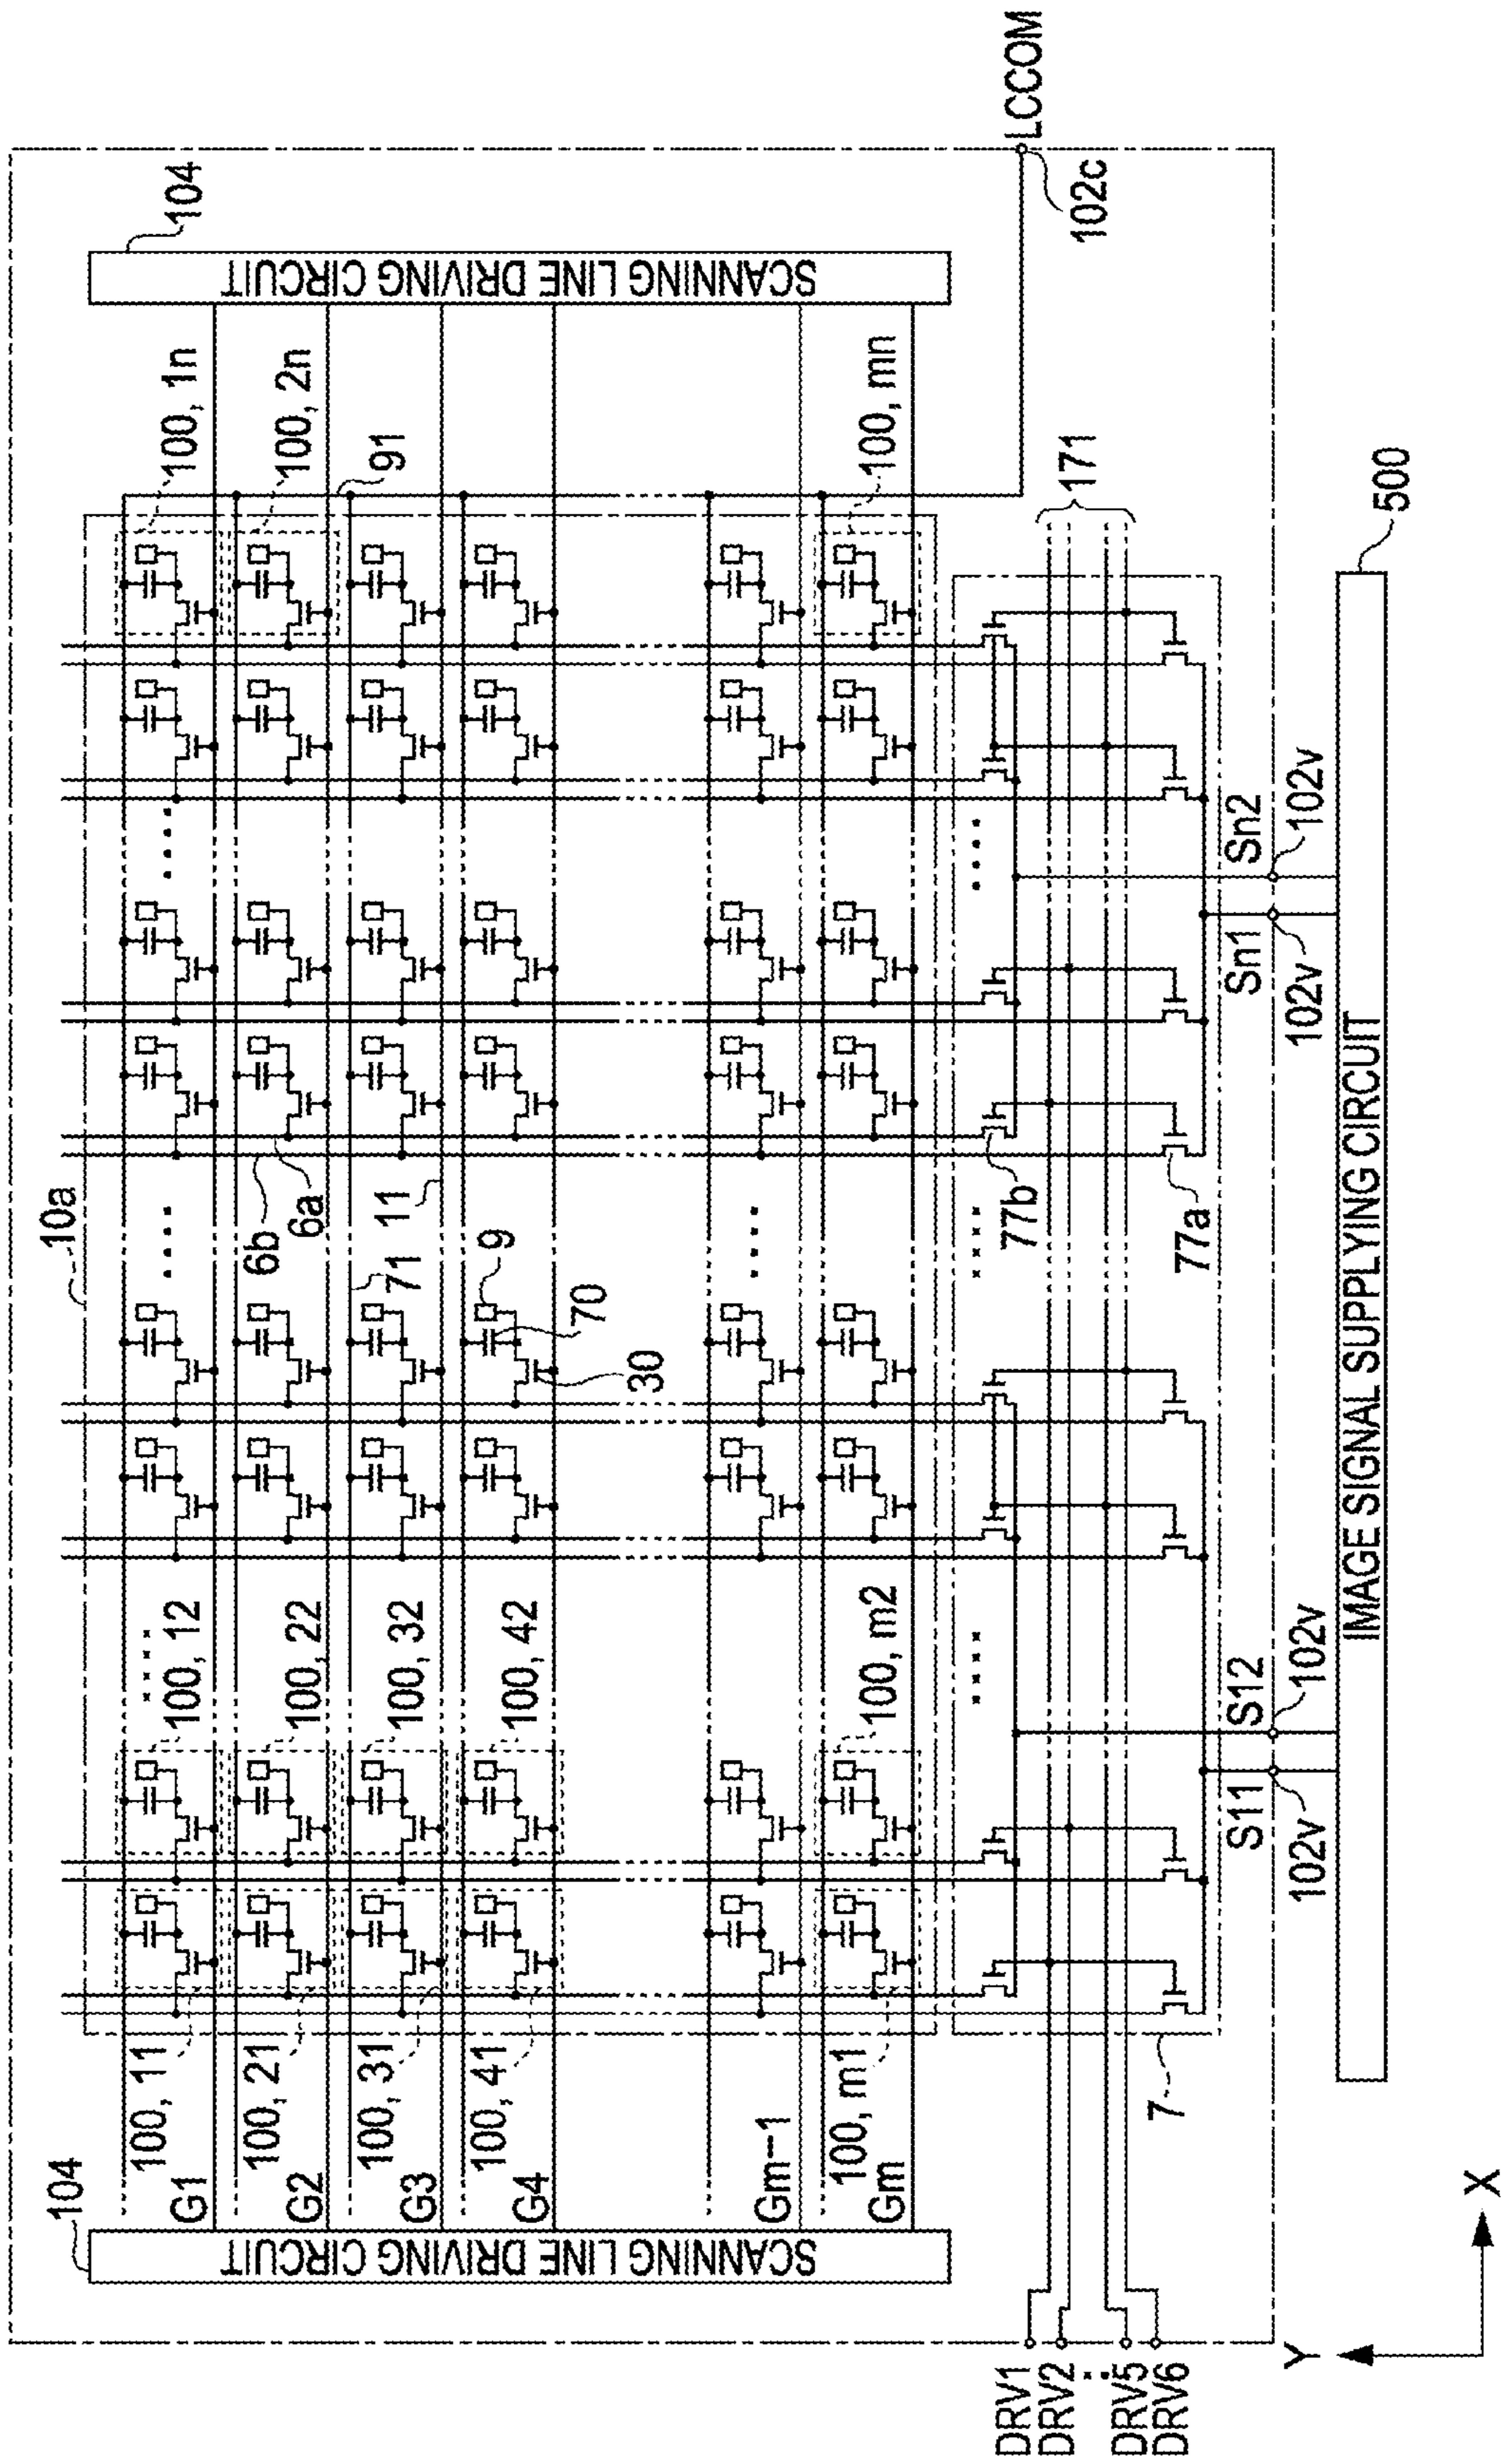 104
SCANNING LINE DRIVING CIRCUIT
G1
G2
G3
G4
Gm-1
Gm
100, 11
100, 21
100, 31
100, 41
100, m1
100, 12
100, 22
100, 32
100, 42
100, m2
10a
6b
6a
71
11
9
70
30
100, 1n
100, 2n
91
100, mn
104
SCANNING LINE DRIVING CIRCUIT
LCCOM
102c
77b
77a
171
DRV1
DRV2
DRV5
DRV6
7
S11
S12
Sn1
Sn2
102v
102v
102v
102v
500
IMAGE SIGNAL SUPPLYING CIRCUIT
Y
X